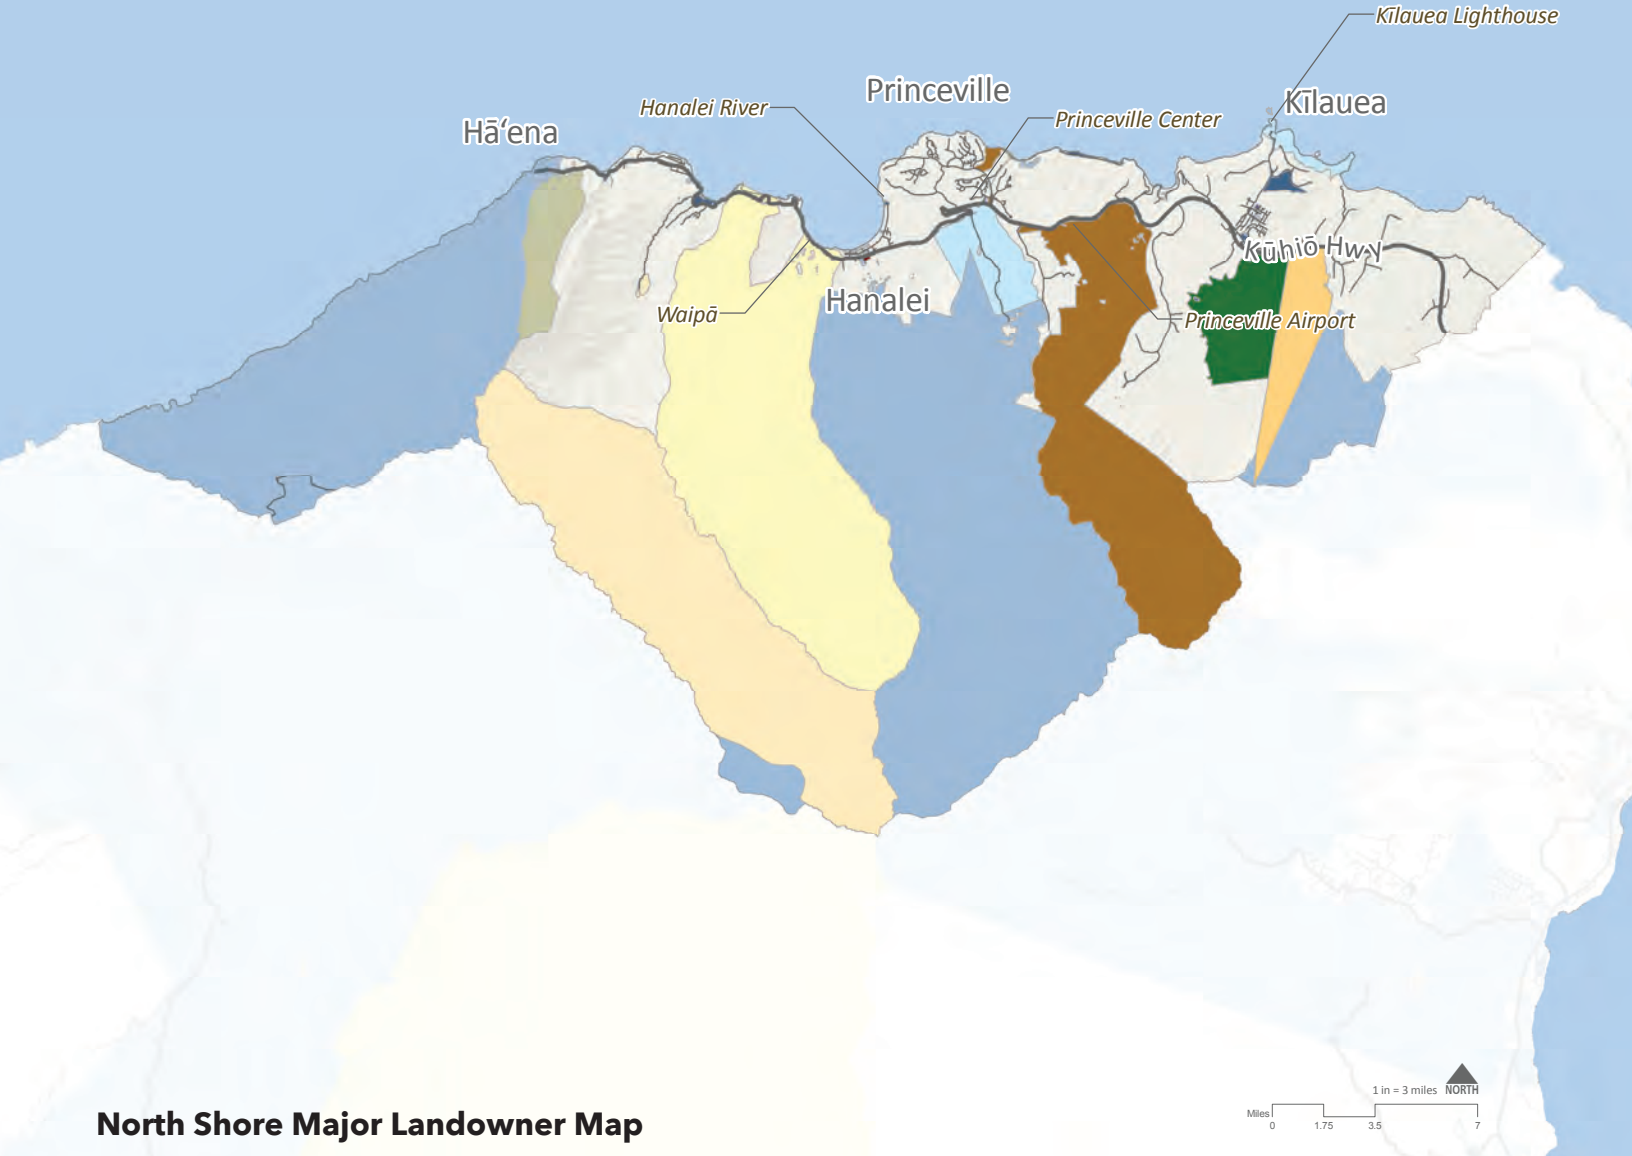 Kīlauea Lighthouse
Princeville
Kīlauea
Hanalei River
Princeville Center
Hāʻena
Kūhiō Hwy
Hanalei
Waipā
Princeville Airport
1 in = 3 miles NORTH
Miles
0 1.75 3.5 7
North Shore Major Landowner Map